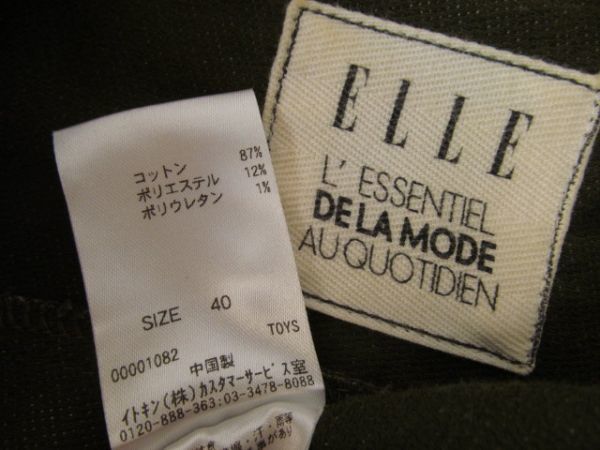 コットン 87%
ポリエステル 12%
ポリウレタン 1%
SIZE 40
TOYS
00001082 中国製
イトキン(株)カスタマーサービス室
0120-888-363:03-3478-8088
ELLE
L'ESSENTIEL
DE LA MODE
AU QUOTIDIEN